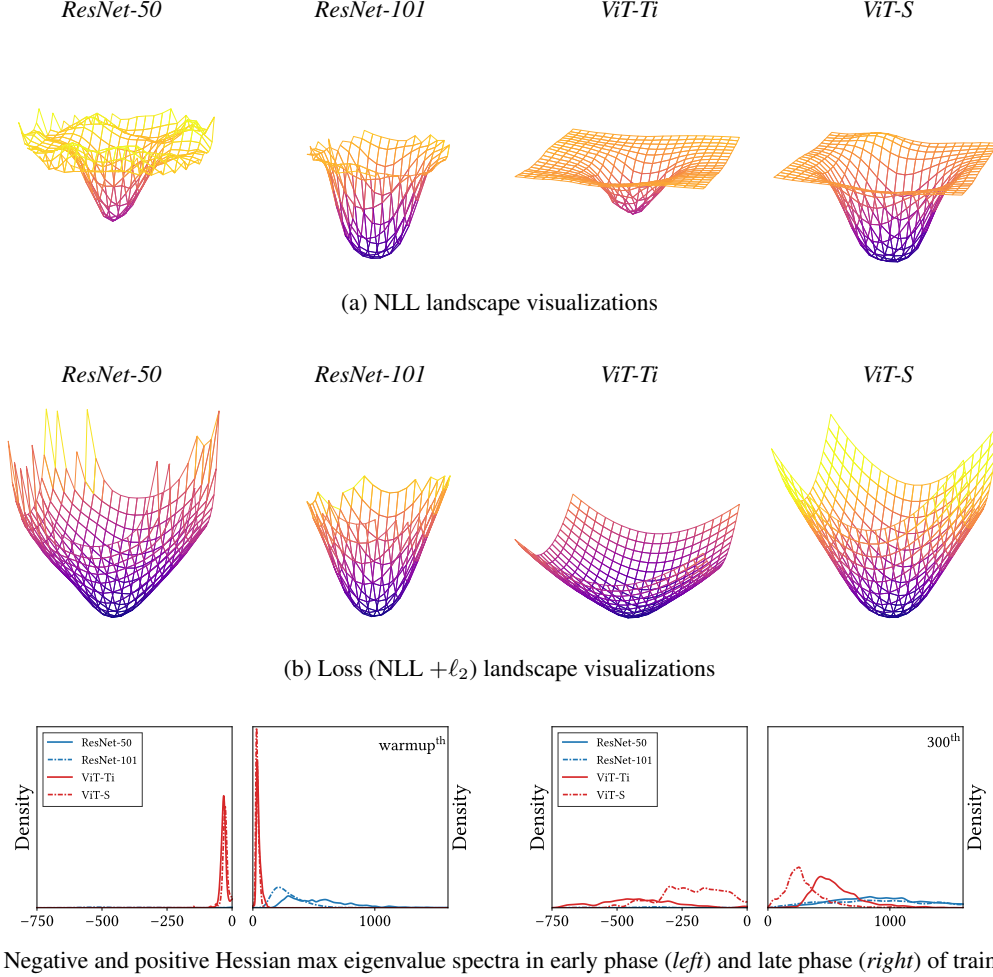 ResNet-50 ResNet-101 ViT-Ti ViT-S
(a) NLL landscape visualizations
ResNet-50 ResNet-101 ViT-Ti ViT-S
(b) Loss (NLL +ℓ₂) landscape visualizations
Density
ResNet-50
ResNet-101
ViT-Ti
ViT-S
-750 -500 -250 0
warmupᵗʰ
Density
0 1000
Density
ResNet-50
ResNet-101
ViT-Ti
ViT-S
-750 -500 -250 0
300ᵗʰ
Density
0 1000
Negative and positive Hessian max eigenvalue spectra in early phase (left) and late phase (right) of train